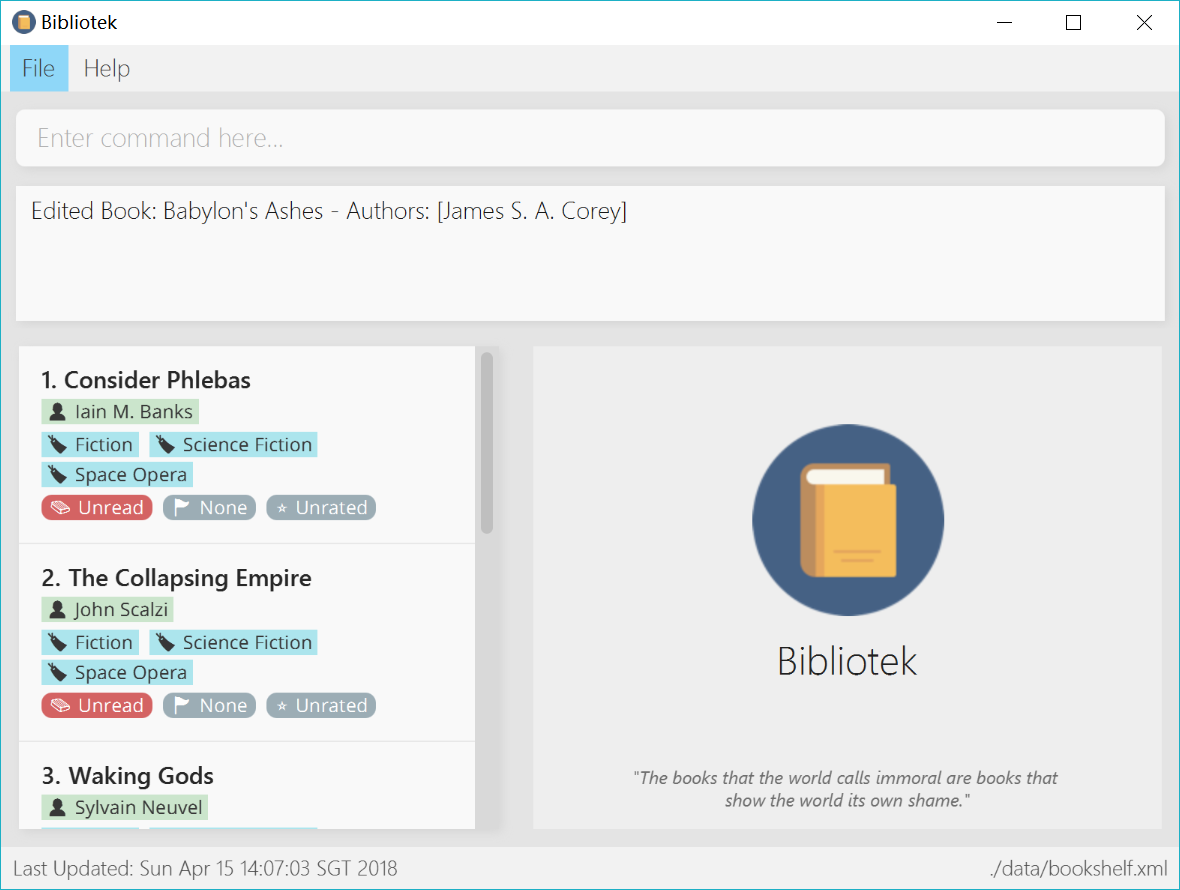 Bibliotek
File Help
Enter command here...
Edited Book: Babylon's Ashes - Authors: [James S. A. Corey]
1. Consider Phlebas
Iain M. Banks
Fiction Science Fiction
Space Opera
Unread None Unrated
2. The Collapsing Empire
John Scalzi
Fiction Science Fiction
Space Opera
Unread None Unrated
3. Waking Gods
Sylvain Neuvel
Bibliotek
"The books that the world calls immoral are books that
show the world its own shame."
Last Updated: Sun Apr 15 14:07:03 SGT 2018
./data/bookshelf.xml